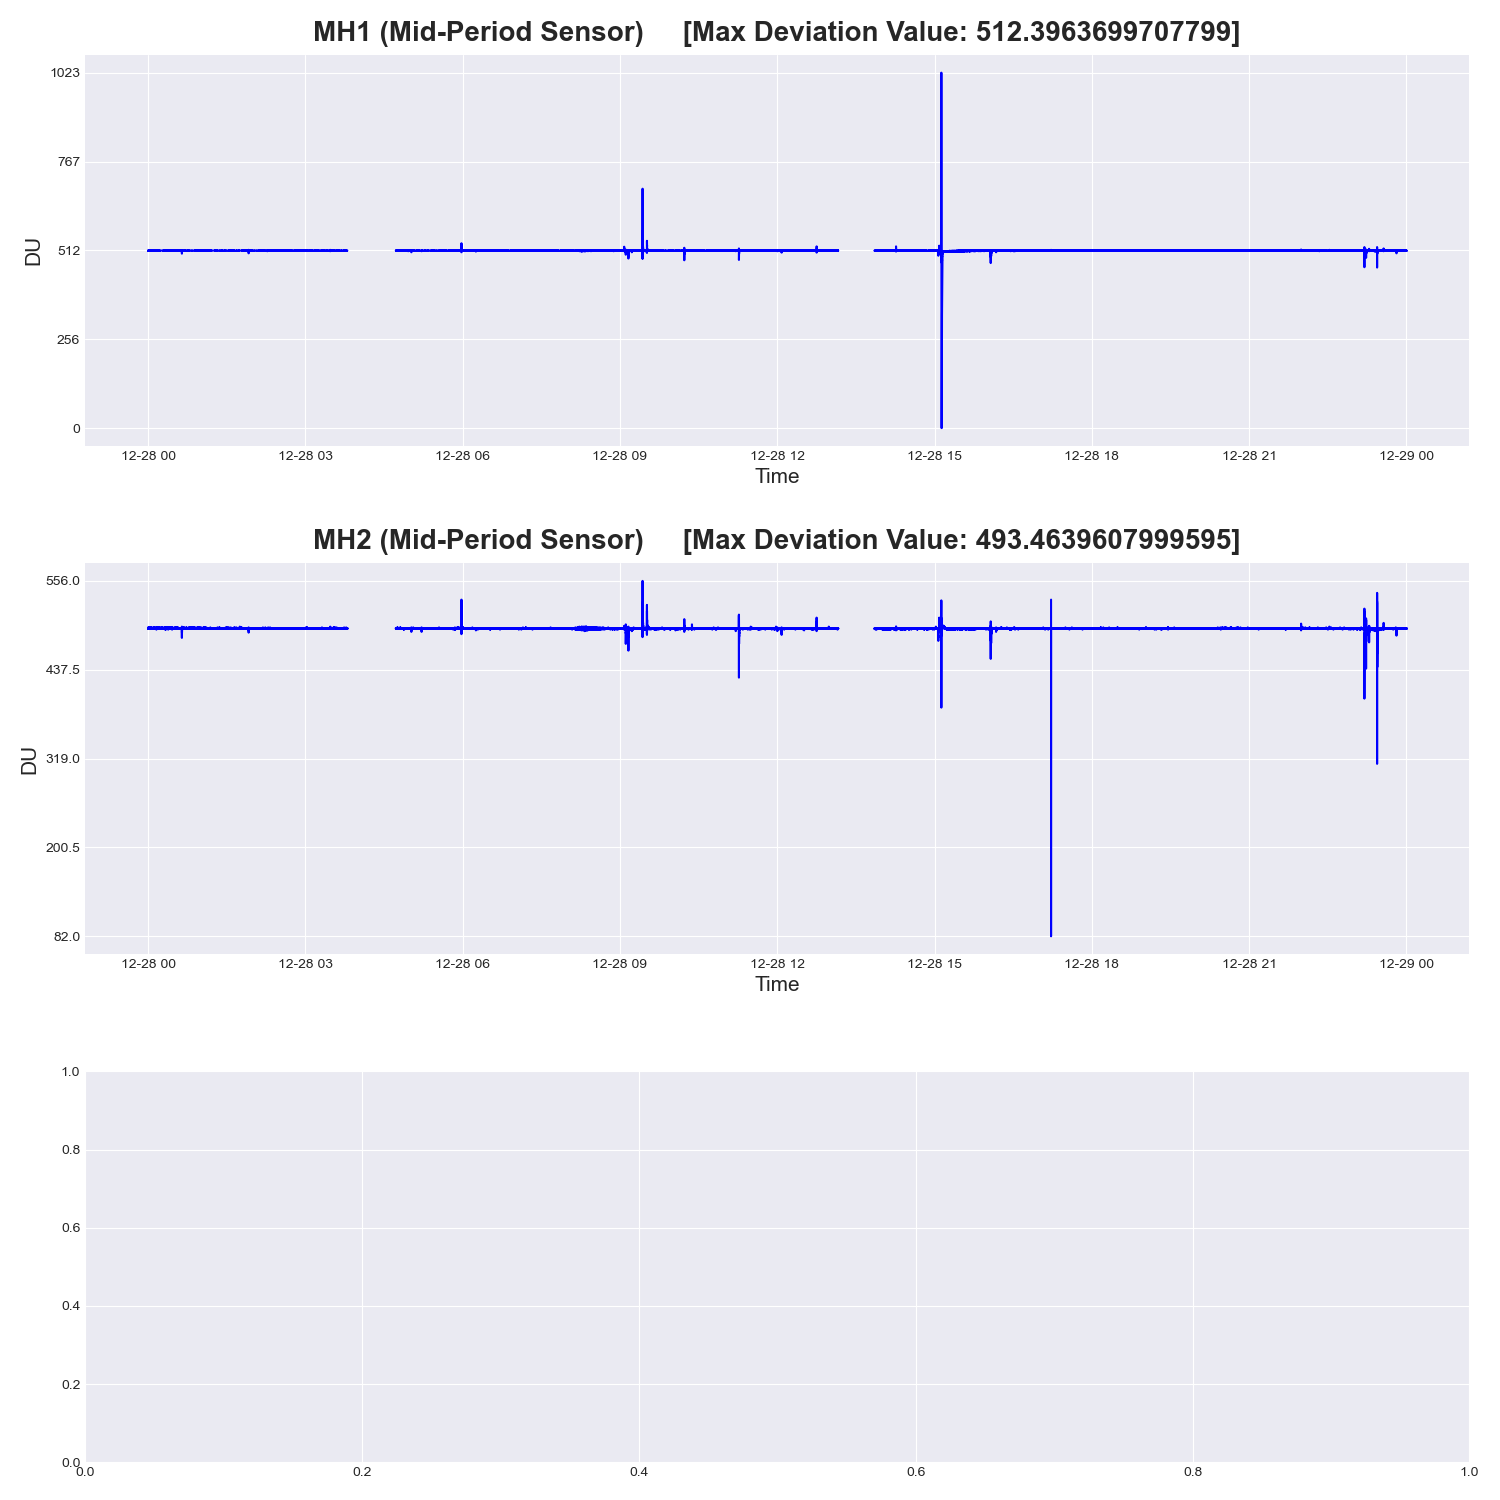 MH1 (Mid-Period Sensor) [Max Deviation Value: 512.3963699707799]
1023
767
512
256
0
DU
12-28 00 12-28 03 12-28 06 12-28 09 12-28 12 12-28 15 12-28 18 12-28 21 12-29 00
Time
MH2 (Mid-Period Sensor) [Max Deviation Value: 493.4639607999595]
556.0
437.5
319.0
200.5
82.0
DU
12-28 00 12-28 03 12-28 06 12-28 09 12-28 12 12-28 15 12-28 18 12-28 21 12-29 00
Time
1.0
0.8
0.6
0.4
0.2
0.0
0.0 0.2 0.4 0.6 0.8 1.0